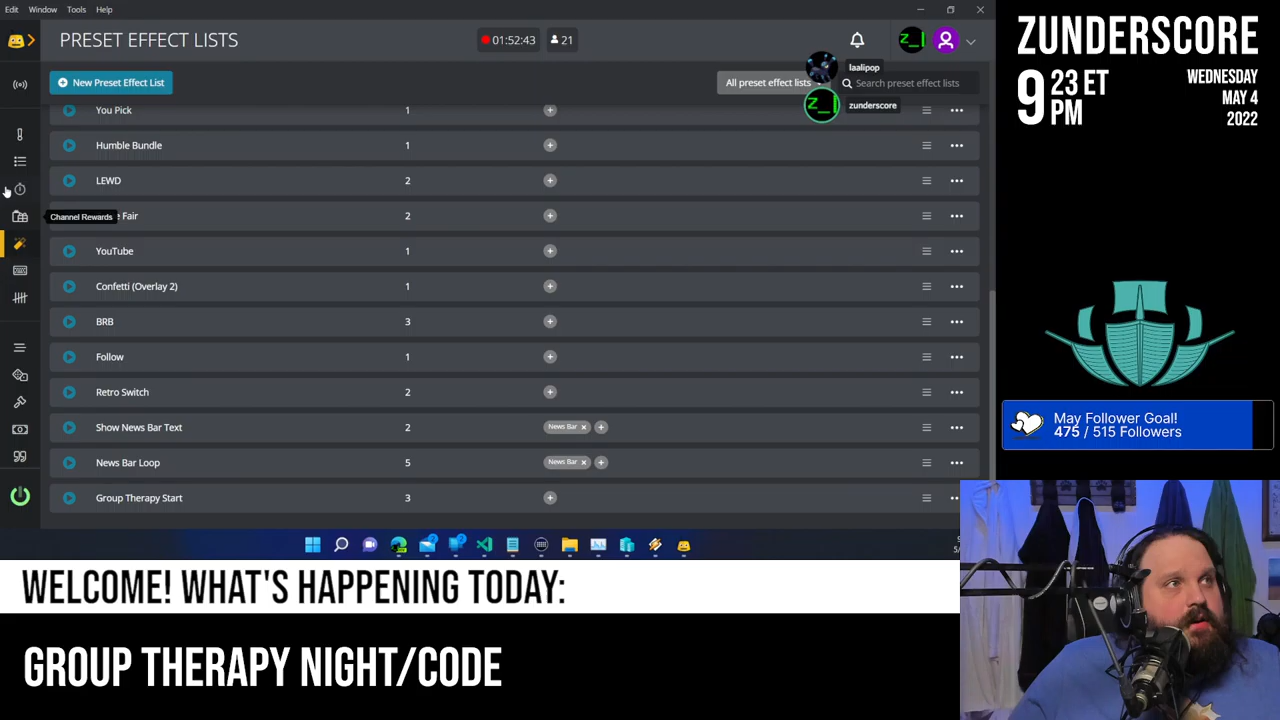 Edit Window Tools Help
PRESET EFFECT LISTS
01:52:43
21
z_|
New Preset Effect List
All preset effect lists
Search preset effect lists
laalipop
z_|
zunderscore
You Pick 1
Humble Bundle 1
LEWD 2
Channel Rewards
Fair 2
YouTube 1
Confetti (Overlay 2) 1
BRB 3
Follow 1
Retro Switch 2
Show News Bar Text 2 News Bar
News Bar Loop 5 News Bar
Group Therapy Start 3
ZUNDERSCORE
9 23 ET
PM
WEDNESDAY
MAY 4
2022
May Follower Goal!
475 / 515 Followers
WELCOME! WHAT'S HAPPENING TODAY:
GROUP THERAPY NIGHT/CODE